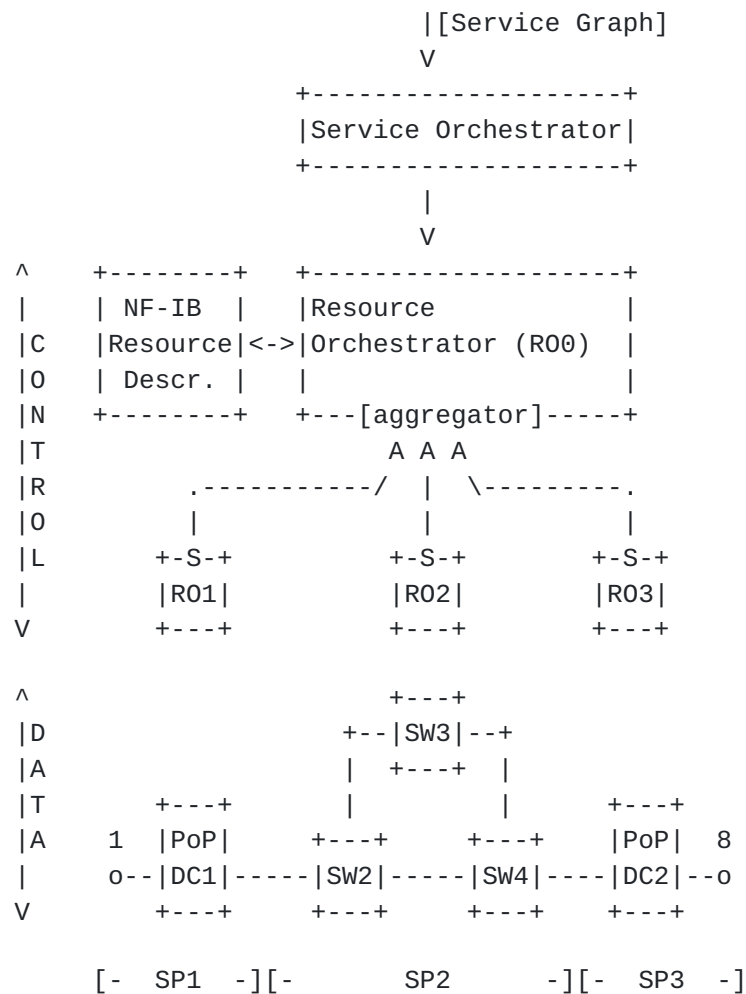 |[Service Graph]
                          V
                  +--------------------+
                  |Service Orchestrator|
                  +--------------------+
                          |
                          V
^    +--------+   +--------------------+
|    | NF-IB  |   |Resource            |
|C   |Resource|<->|Orchestrator (RO0)  |
|O   | Descr. |   |                    |
|N   +--------+   +---[aggregator]-----+
|T                      A A A
|R         .-----------/  |  \---------.
|O         |              |            |
|L       +-S-+          +-S-+        +-S-+
|        |RO1|          |RO2|        |RO3|
V        +---+          +---+        +---+

^                       +---+
|D                   +--|SW3|--+
|A                   |  +---+  |
|T       +---+       |         |      +---+
|A    1  |PoP|     +---+     +---+    |PoP|  8
|     o--|DC1|-----|SW2|-----|SW4|----|DC2|--o
V        +---+     +---+     +---+    +---+

     [-  SP1  -][-       SP2      -][-  SP3  -]